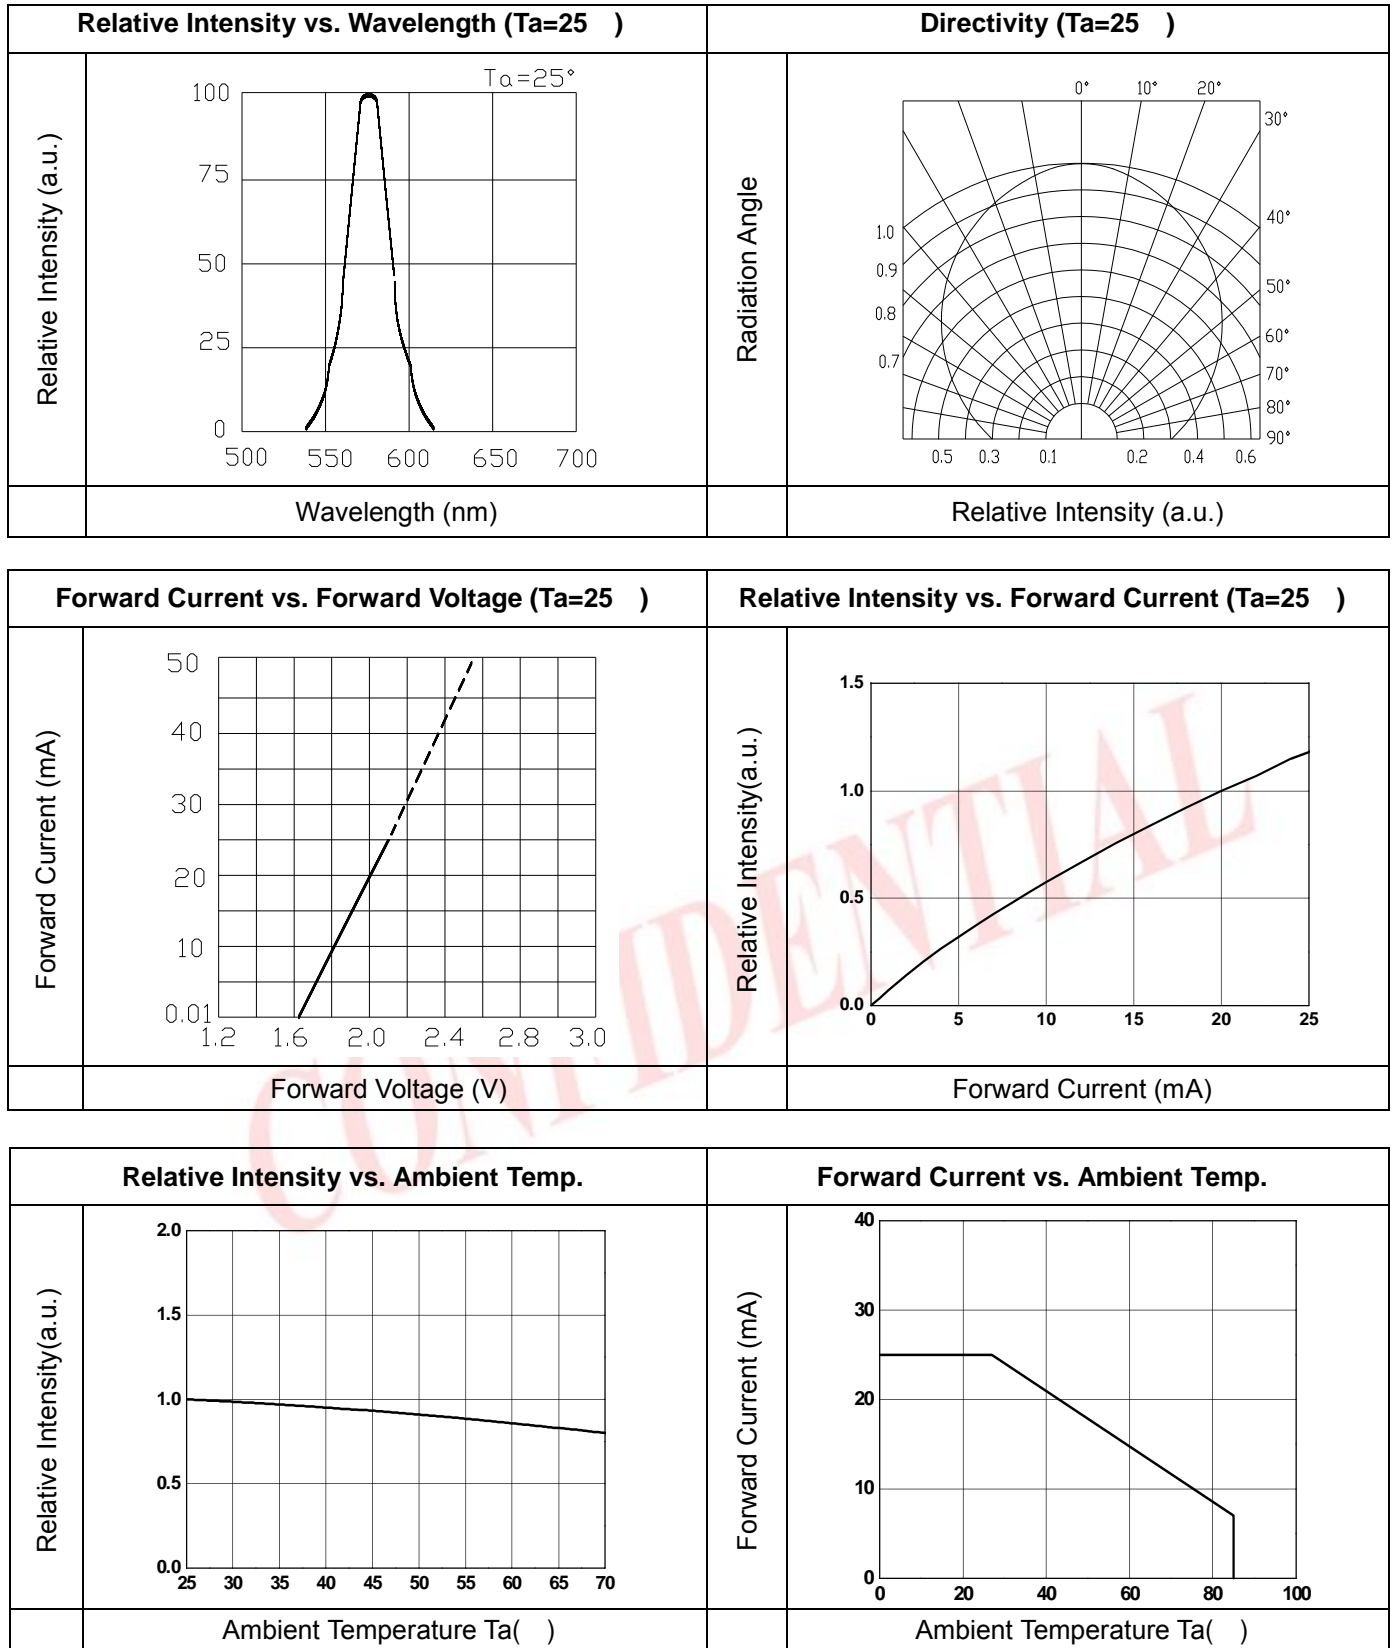 Relative Intensity vs. Wavelength (Ta=25 )
Directivity (Ta=25 )
Relative Intensity (a.u.)
Ta=25°
100
75
50
25
0
500 550 600 650 700
Wavelength (nm)
Radiation Angle
0° 10° 20°
30°
40°
50°
60°
70°
80°
90°
1.0
0.9
0.8
0.7
0.5 0.3 0.1 0.2 0.4 0.6
Relative Intensity (a.u.)
Forward Current vs. Forward Voltage (Ta=25 )
Relative Intensity vs. Forward Current (Ta=25 )
Forward Current (mA)
50
40
30
20
10
0.01
1.2 1.6 2.0 2.4 2.8 3.0
Forward Voltage (V)
Relative Intensity(a.u.)
1.5
1.0
0.5
0.0
0 5 10 15 20 25
Forward Current (mA)
CONFIDENTIAL
Relative Intensity vs. Ambient Temp.
Forward Current vs. Ambient Temp.
Relative Intensity(a.u.)
2.0
1.5
1.0
0.5
0.0
25 30 35 40 45 50 55 60 65 70
Ambient Temperature Ta( )
Forward Current (mA)
40
30
20
10
0
0 20 40 60 80 100
Ambient Temperature Ta( )